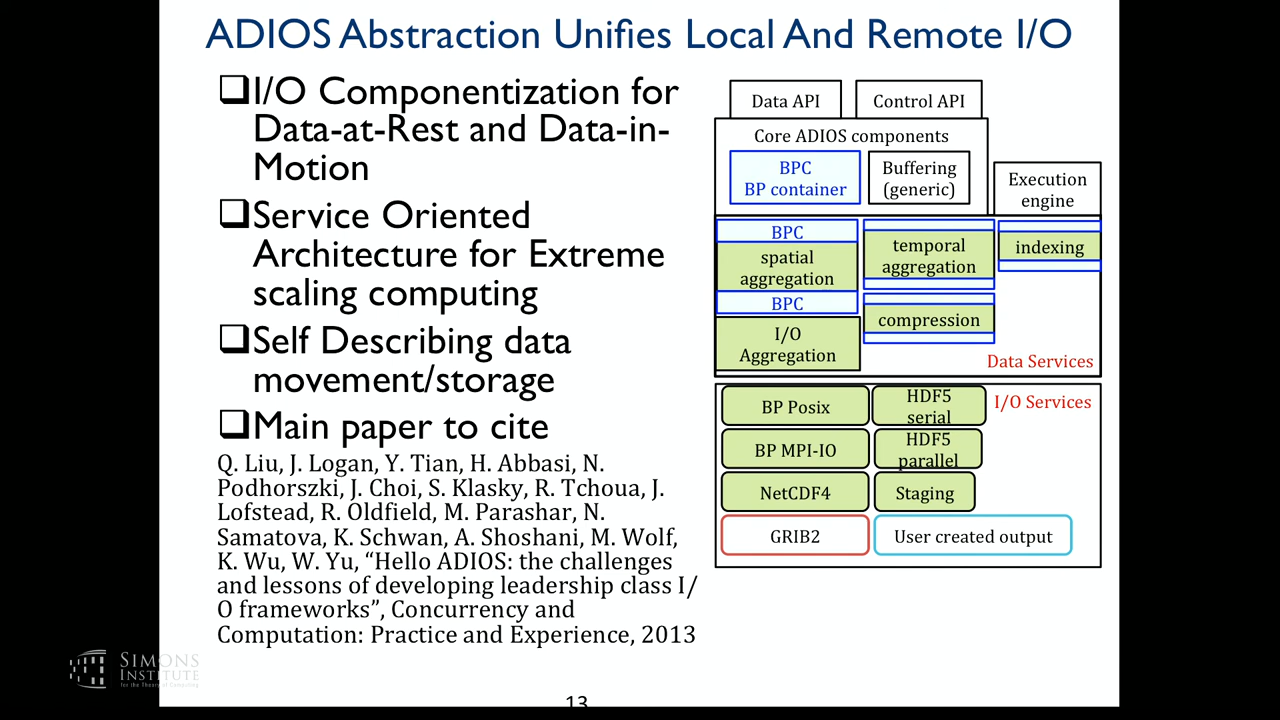 ADIOS Abstraction Unifies Local And Remote I/O
❑I/O Componentization for
Data-at-Rest and Data-in-
Motion
❑Service Oriented
Architecture for Extreme
scaling computing
❑Self Describing data
movement/storage
❑Main paper to cite
Q. Liu, J. Logan, Y. Tian, H. Abbasi, N.
Podhorszki, J. Choi, S. Klasky, R. Tchoua, J.
Lofstead, R. Oldfield, M. Parashar, N.
Samatova, K. Schwan, A. Shoshani, M. Wolf,
K. Wu, W. Yu, “Hello ADIOS: the challenges
and lessons of developing leadership class I/
O frameworks”, Concurrency and
Computation: Practice and Experience, 2013
Data API
Control API
Core ADIOS components
BPC
BP container
Buffering
(generic)
Execution
engine
BPC
spatial
aggregation
BPC
I/O
Aggregation
temporal
aggregation
compression
indexing
Data Services
BP Posix
HDF5
serial
I/O Services
BP MPI-IO
HDF5
parallel
NetCDF4
Staging
GRIB2
User created output
SIMONS
INSTITUTE
for the Theory of Computing
13